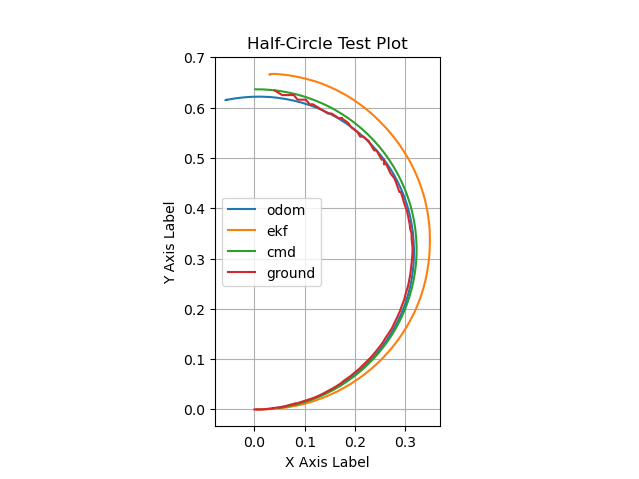 Half-Circle Test Plot
0.7
0.6
0.5
0.4
0.3
0.2
0.1
0.0
Y Axis Label
odom
ekf
cmd
ground
0.0 0.1 0.2 0.3
X Axis Label